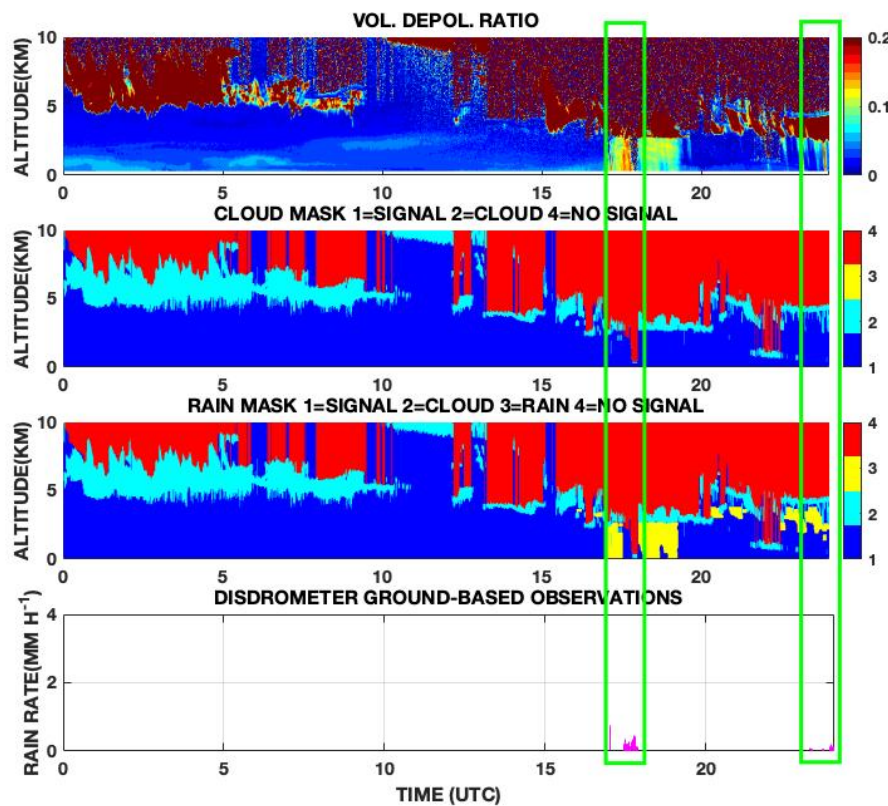 VOL. DEPOL. RATIO
10
5
0
ALTITUDE(KM)
0 5 10 15 20
0.2
0.1
0
CLOUD MASK 1=SIGNAL 2=CLOUD 4=NO SIGNAL
10
5
0
ALTITUDE(KM)
0 5 10 15 20
4
3
2
1
RAIN MASK 1=SIGNAL 2=CLOUD 3=RAIN 4=NO SIGNAL
10
5
0
ALTITUDE(KM)
0 5 10 15 20
4
3
2
1
DISDROMETER GROUND-BASED OBSERVATIONS
4
2
0
RAIN RATE(MM H⁻¹)
0 5 10 15 20
TIME (UTC)